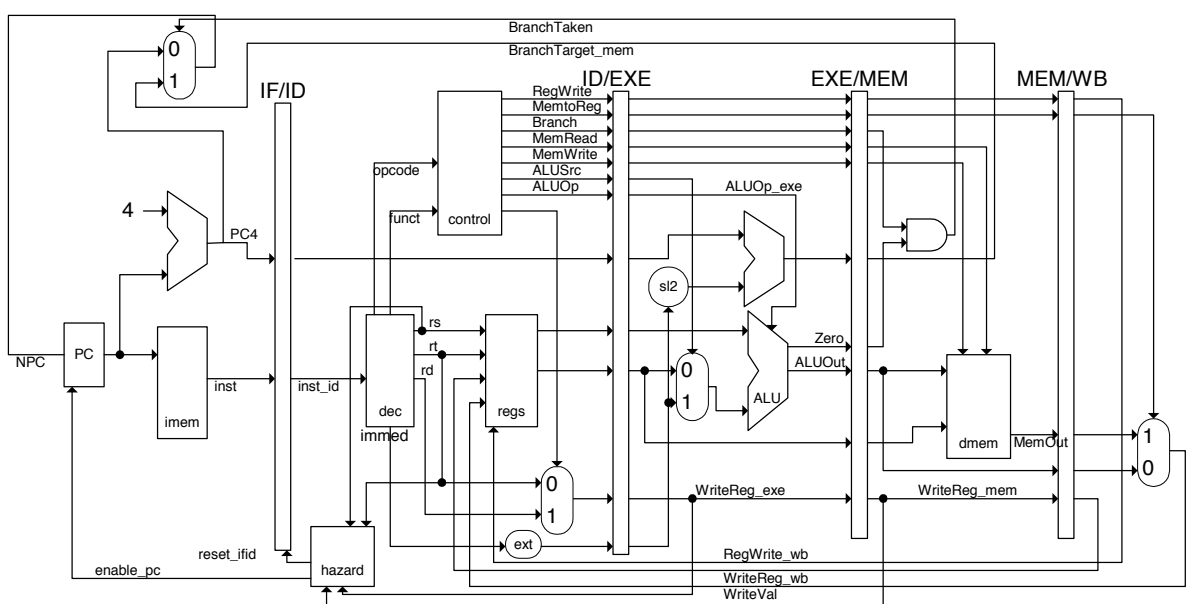 BranchTaken
0
BranchTarget_mem
1
IF/ID
ID/EXE
EXE/MEM
MEM/WB
RegWrite
MemtoReg
Branch
MemRead
MemWrite
opcode
ALUSrc
ALUOp
ALUOp_exe
4
funct
control
PC4
sl2
rs
Zero
PC
rt
NPC
ALUOut
0
rd
inst
inst_id
1
ALU
imem
dec
regs
immed
dmem
MemOut
1
0
0
WriteReg_exe
WriteReg_mem
1
ext
reset_ifid
RegWrite_wb
enable_pc
hazard
WriteReg_wb
WriteVal